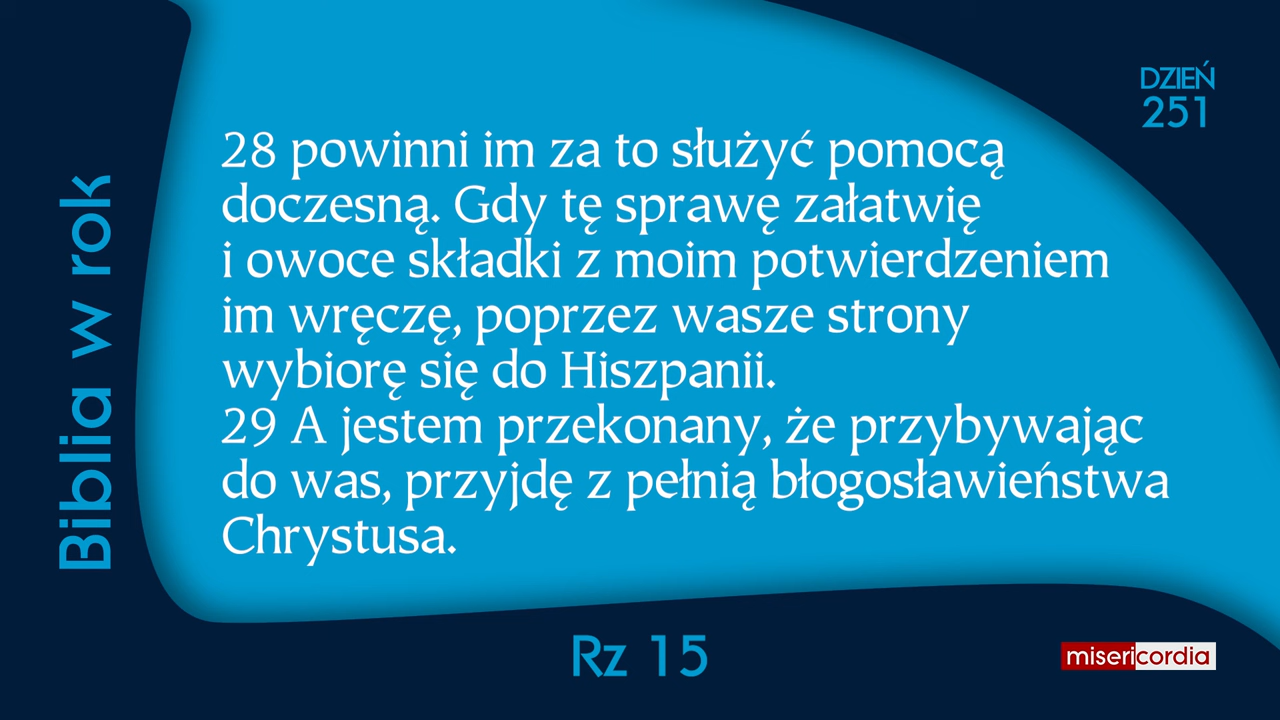 DZIEŃ
251
28 powinni im za to służyć pomocą
doczesną. Gdy tę sprawę załatwię
i owoce składki z moim potwierdzeniem
im wręczę, poprzez wasze strony
wybiorę się do Hiszpanii.
29 A jestem przekonany, że przybywając
do was, przyjdę z pełnią błogosławieństwa
Chrystusa.
Biblia w rok
Rz 15
misericordia